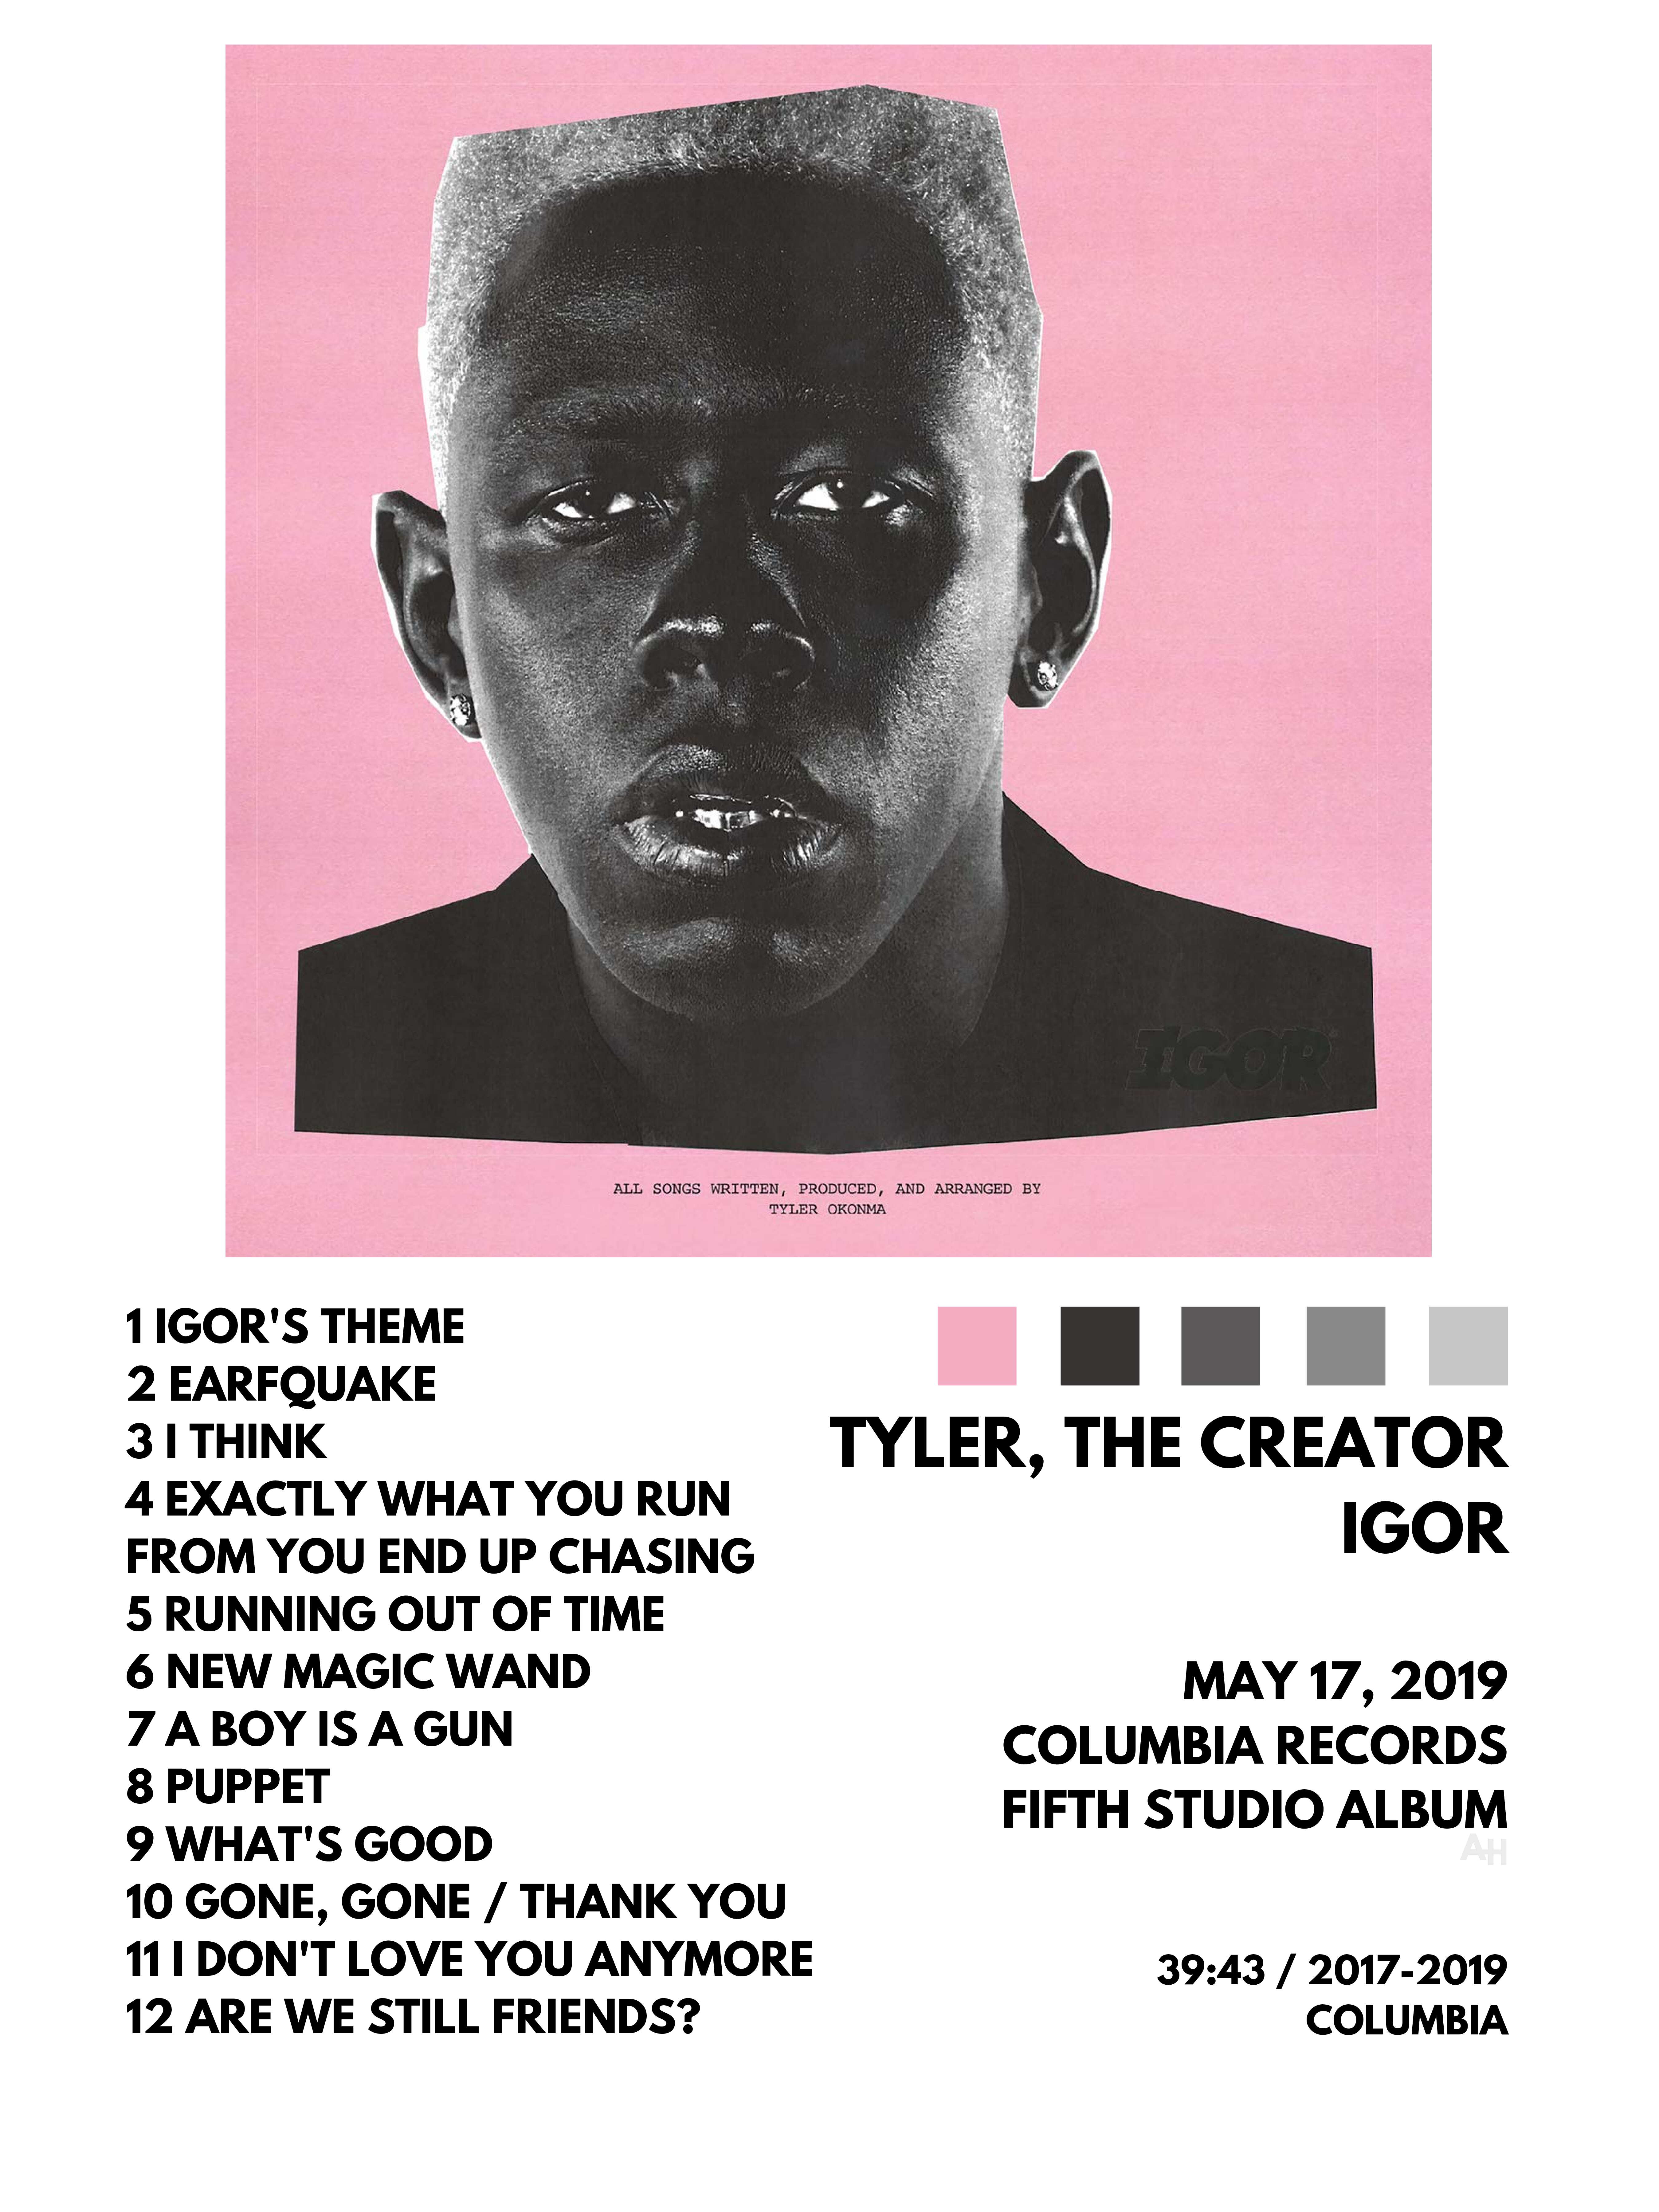 IGOR
ALL SONGS WRITTEN, PRODUCED, AND ARRANGED BY
TYLER OKONMA
1 IGOR'S THEME
2 EARFQUAKE
3 I THINK
4 EXACTLY WHAT YOU RUN
FROM YOU END UP CHASING
5 RUNNING OUT OF TIME
6 NEW MAGIC WAND
7 A BOY IS A GUN
8 PUPPET
9 WHAT'S GOOD
10 GONE, GONE / THANK YOU
11 I DON'T LOVE YOU ANYMORE
12 ARE WE STILL FRIENDS?
TYLER, THE CREATOR
IGOR
MAY 17, 2019
COLUMBIA RECORDS
FIFTH STUDIO ALBUM
AH
39:43 / 2017-2019
COLUMBIA